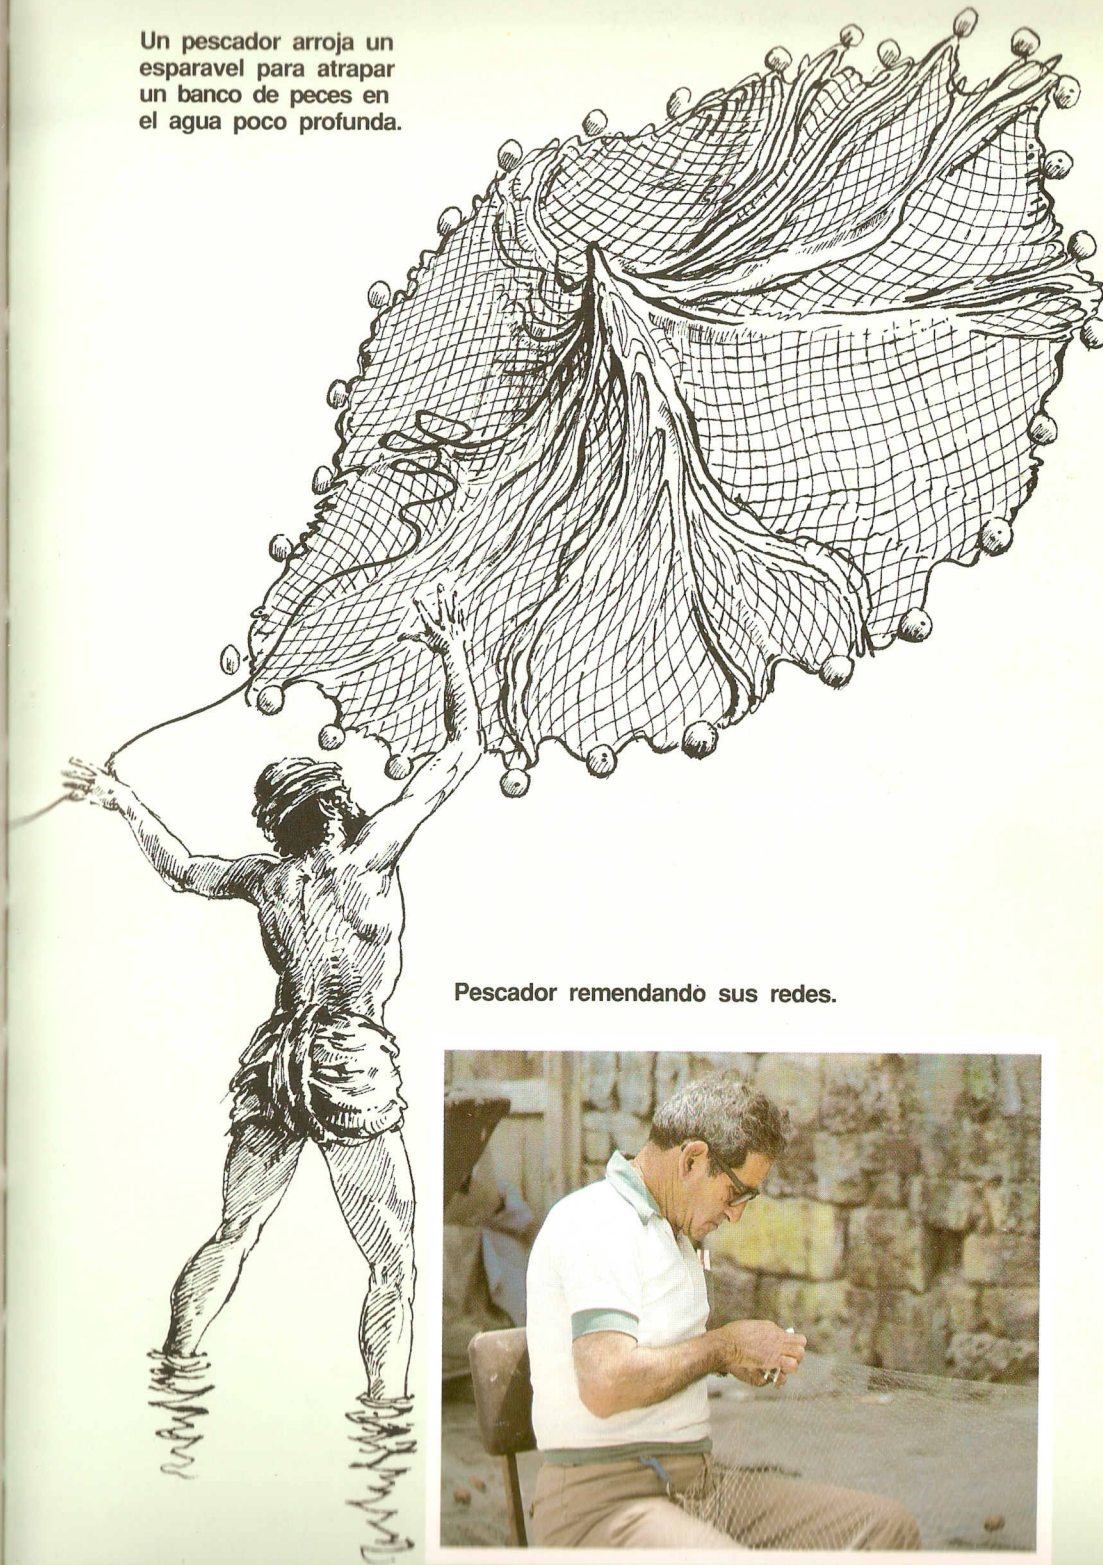 Un pescador arroja un
esparavel para atrapar
un banco de peces en
el agua poco profunda.
Pescador remendando sus redes.